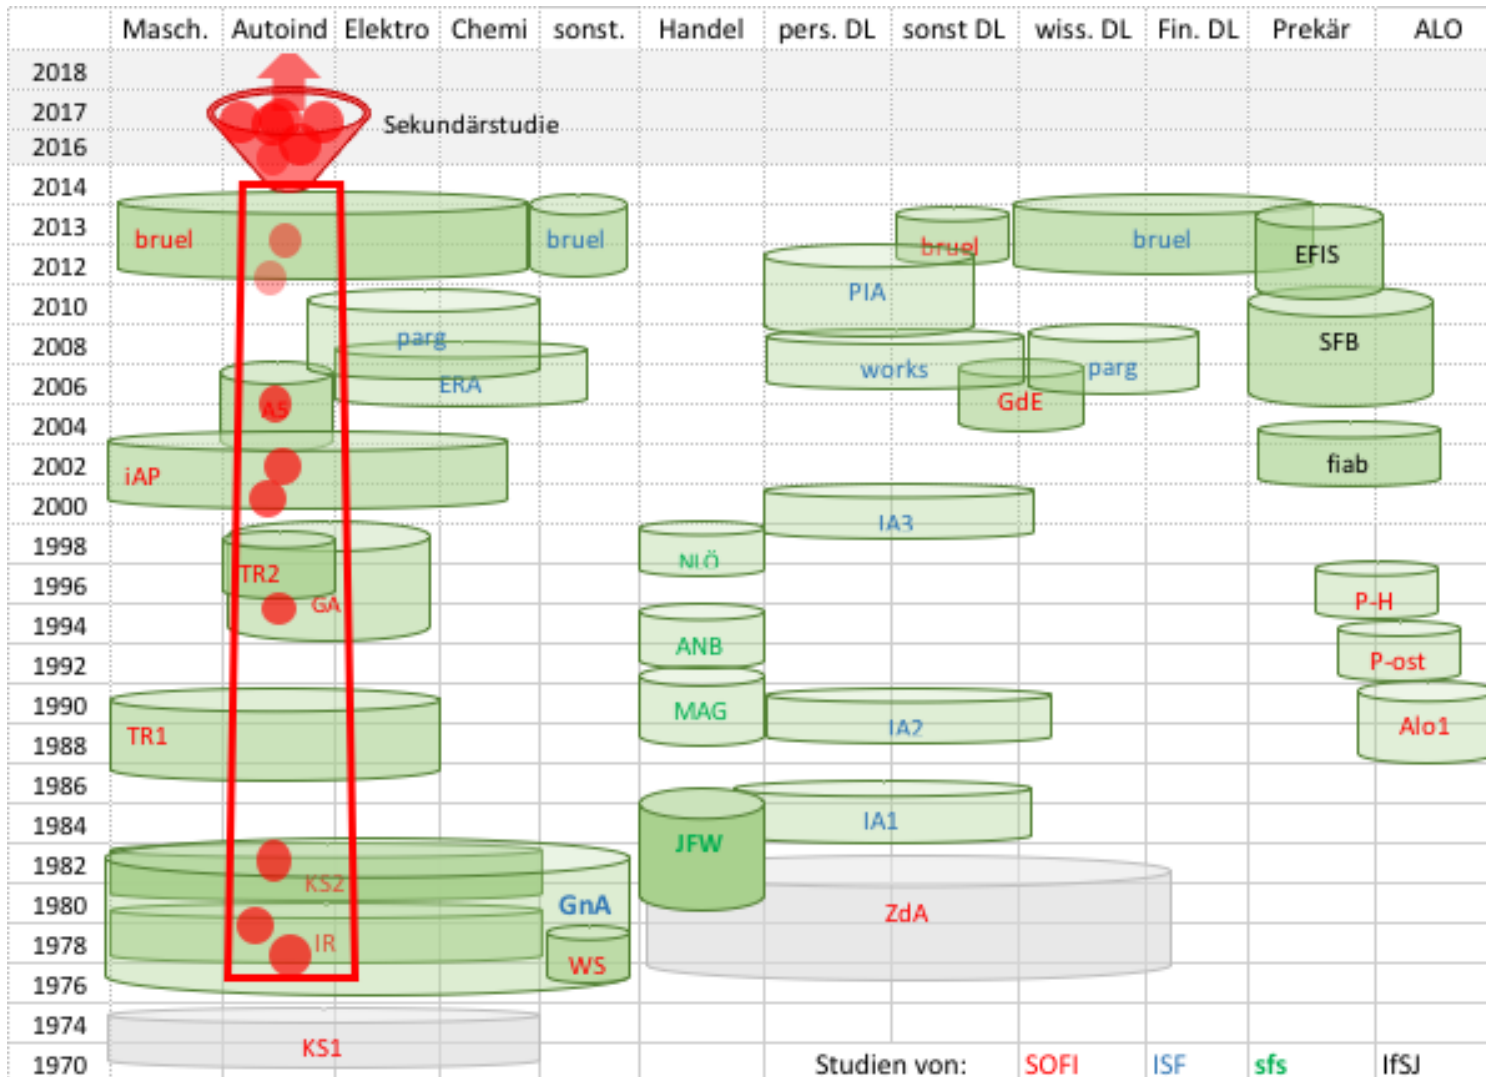 Masch. Autoind Elektro Chemi sonst. Handel pers. DL sonst DL wiss. DL Fin. DL Prekär ALO
2018
2017
Sekundärstudie
2016
2014
2013 bruel bruel bruel bruel EFIS
2012 PIA
2010 parg SFB
2008 ERA works parg
2006 A5 GdE
2004
2002 iAP fiab
2000 IA3
1998 TR2 NLÖ
1996 GA P-H
1994 ANB
1992 P-ost
1990 MAG IA2 Alo1
1988 TR1
1986
1984 IA1 JFW
1982 KS2
1980 GnA ZdA
1978 IR WS
1976
1974 KS1
1970 Studien von: SOFI ISF sfs IfSJ